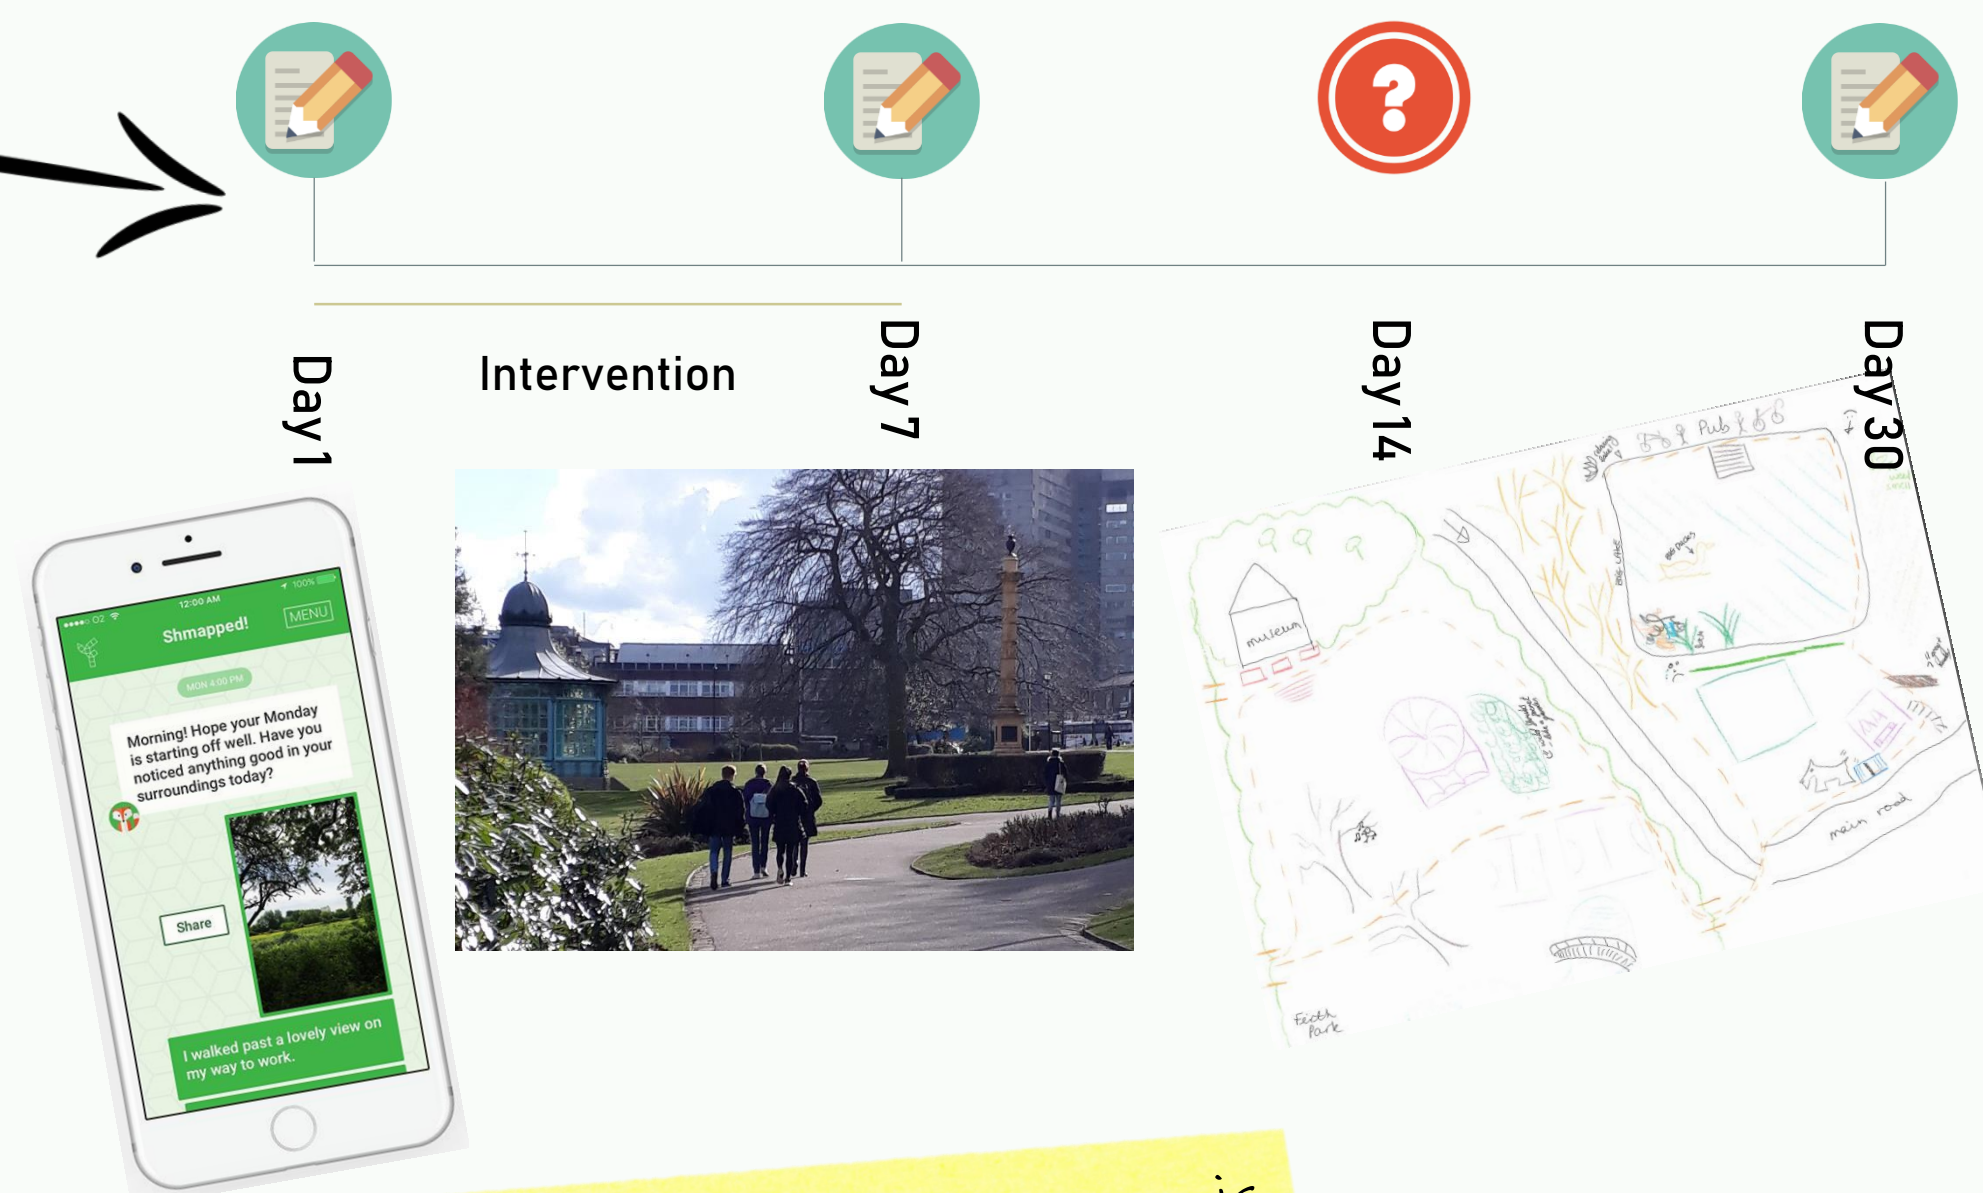 Day 1
Intervention
Day 7
Day 14
Day 30
O2
12:00 AM
100%
Shmapped!
MENU
MON 4:00 PM
Morning! Hope your Monday
is starting off well. Have you
noticed anything good in your
surroundings today?
Share
I walked past a lovely view on
my way to work.
Pub
museum
main road
Firth
Park
is